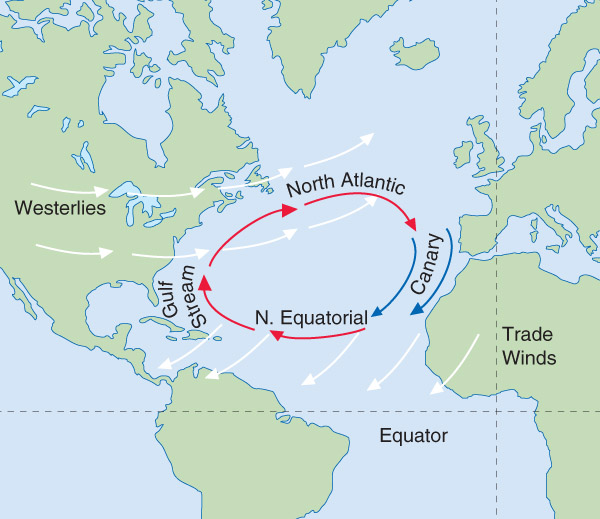 North Atlantic
Westerlies
Canary
Gulf
Stream
N. Equatorial
Trade
Winds
Equator